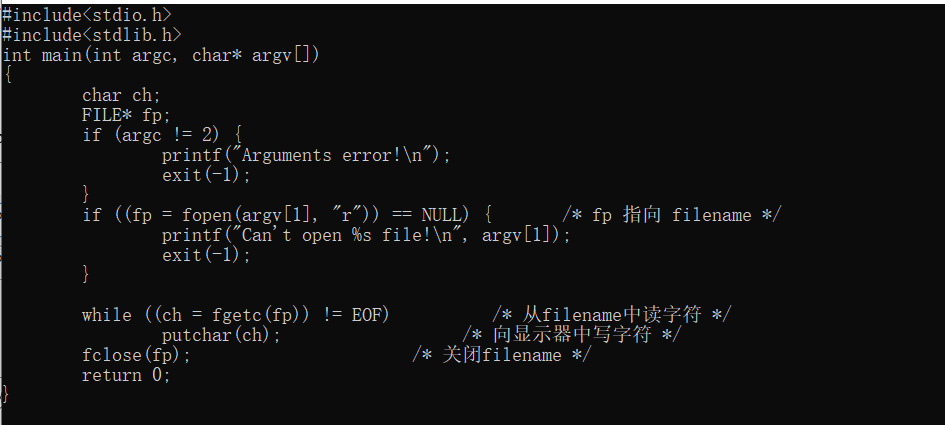 #include<stdio.h>
#include<stdlib.h>
int main(int argc, char* argv[])
{
        char ch;
        FILE* fp;
        if (argc != 2) {
                printf("Arguments error!\n");
                exit(-1);
        }
        if ((fp = fopen(argv[1], "r")) == NULL) {       /* fp 指向 filename */
                printf("Can't open %s file!\n", argv[1]);
                exit(-1);
        }

        while ((ch = fgetc(fp)) != EOF)          /* 从filename中读字符 */
                putchar(ch);                  /* 向显示器中写字符 */
        fclose(fp);                      /* 关闭filename */
        return 0;
}